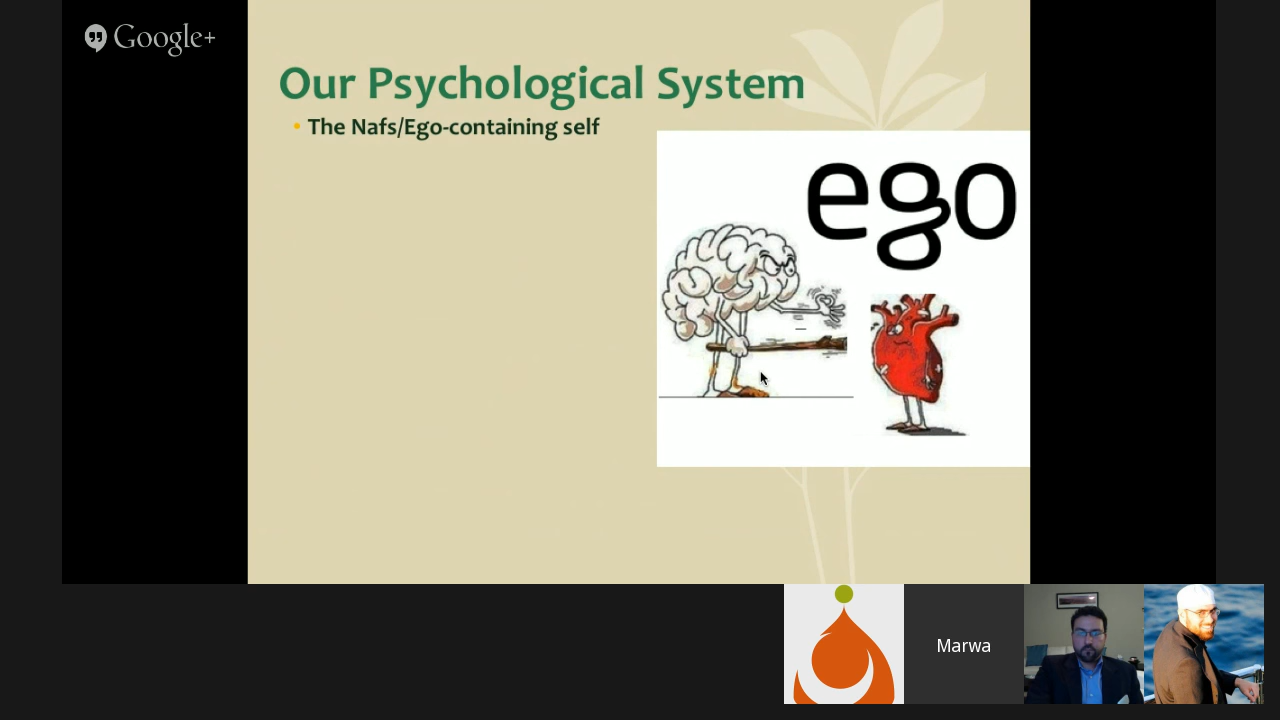 Google+
Our Psychological System
• The Nafs/Ego-containing self
ego
Marwa